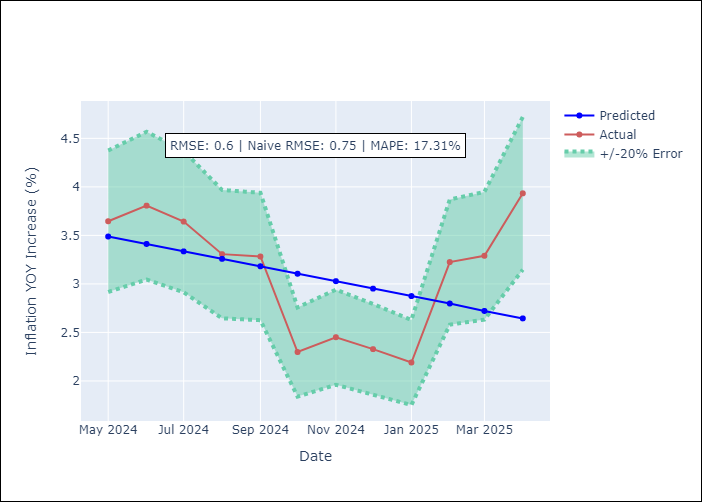 RMSE: 0.6 | Naive RMSE: 0.75 | MAPE: 17.31%
Predicted
Actual
+/-20% Error
Inflation YOY Increase (%)
4.5
4
3.5
3
2.5
2
May 2024
Jul 2024
Sep 2024
Nov 2024
Jan 2025
Mar 2025
Date